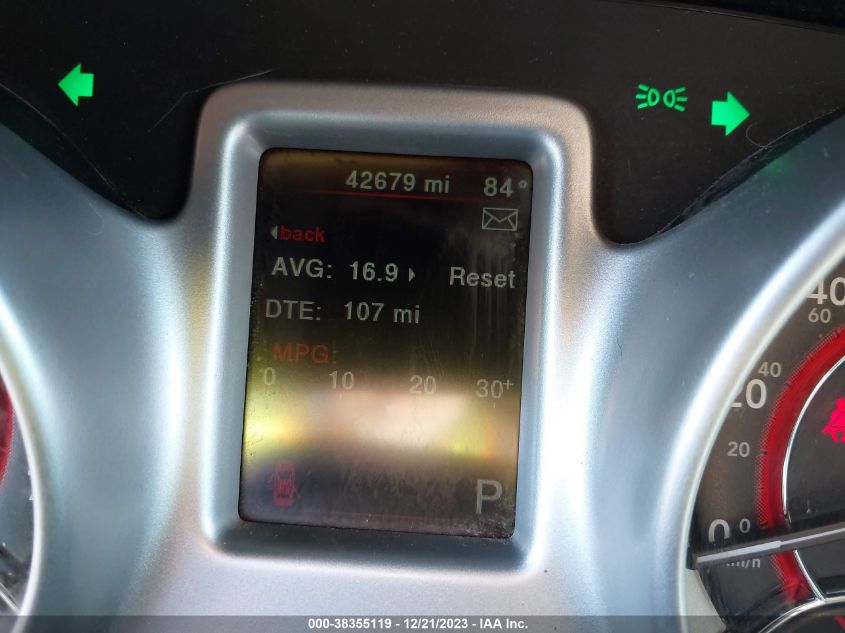 42679 mi 84°
back
AVG: 16.9 Reset
DTE: 107 mi
MPG:
0 10 20 30+
P
40
60
40
20
20
0 0
000-38355119 / 12/21/2023 - IAA Inc.